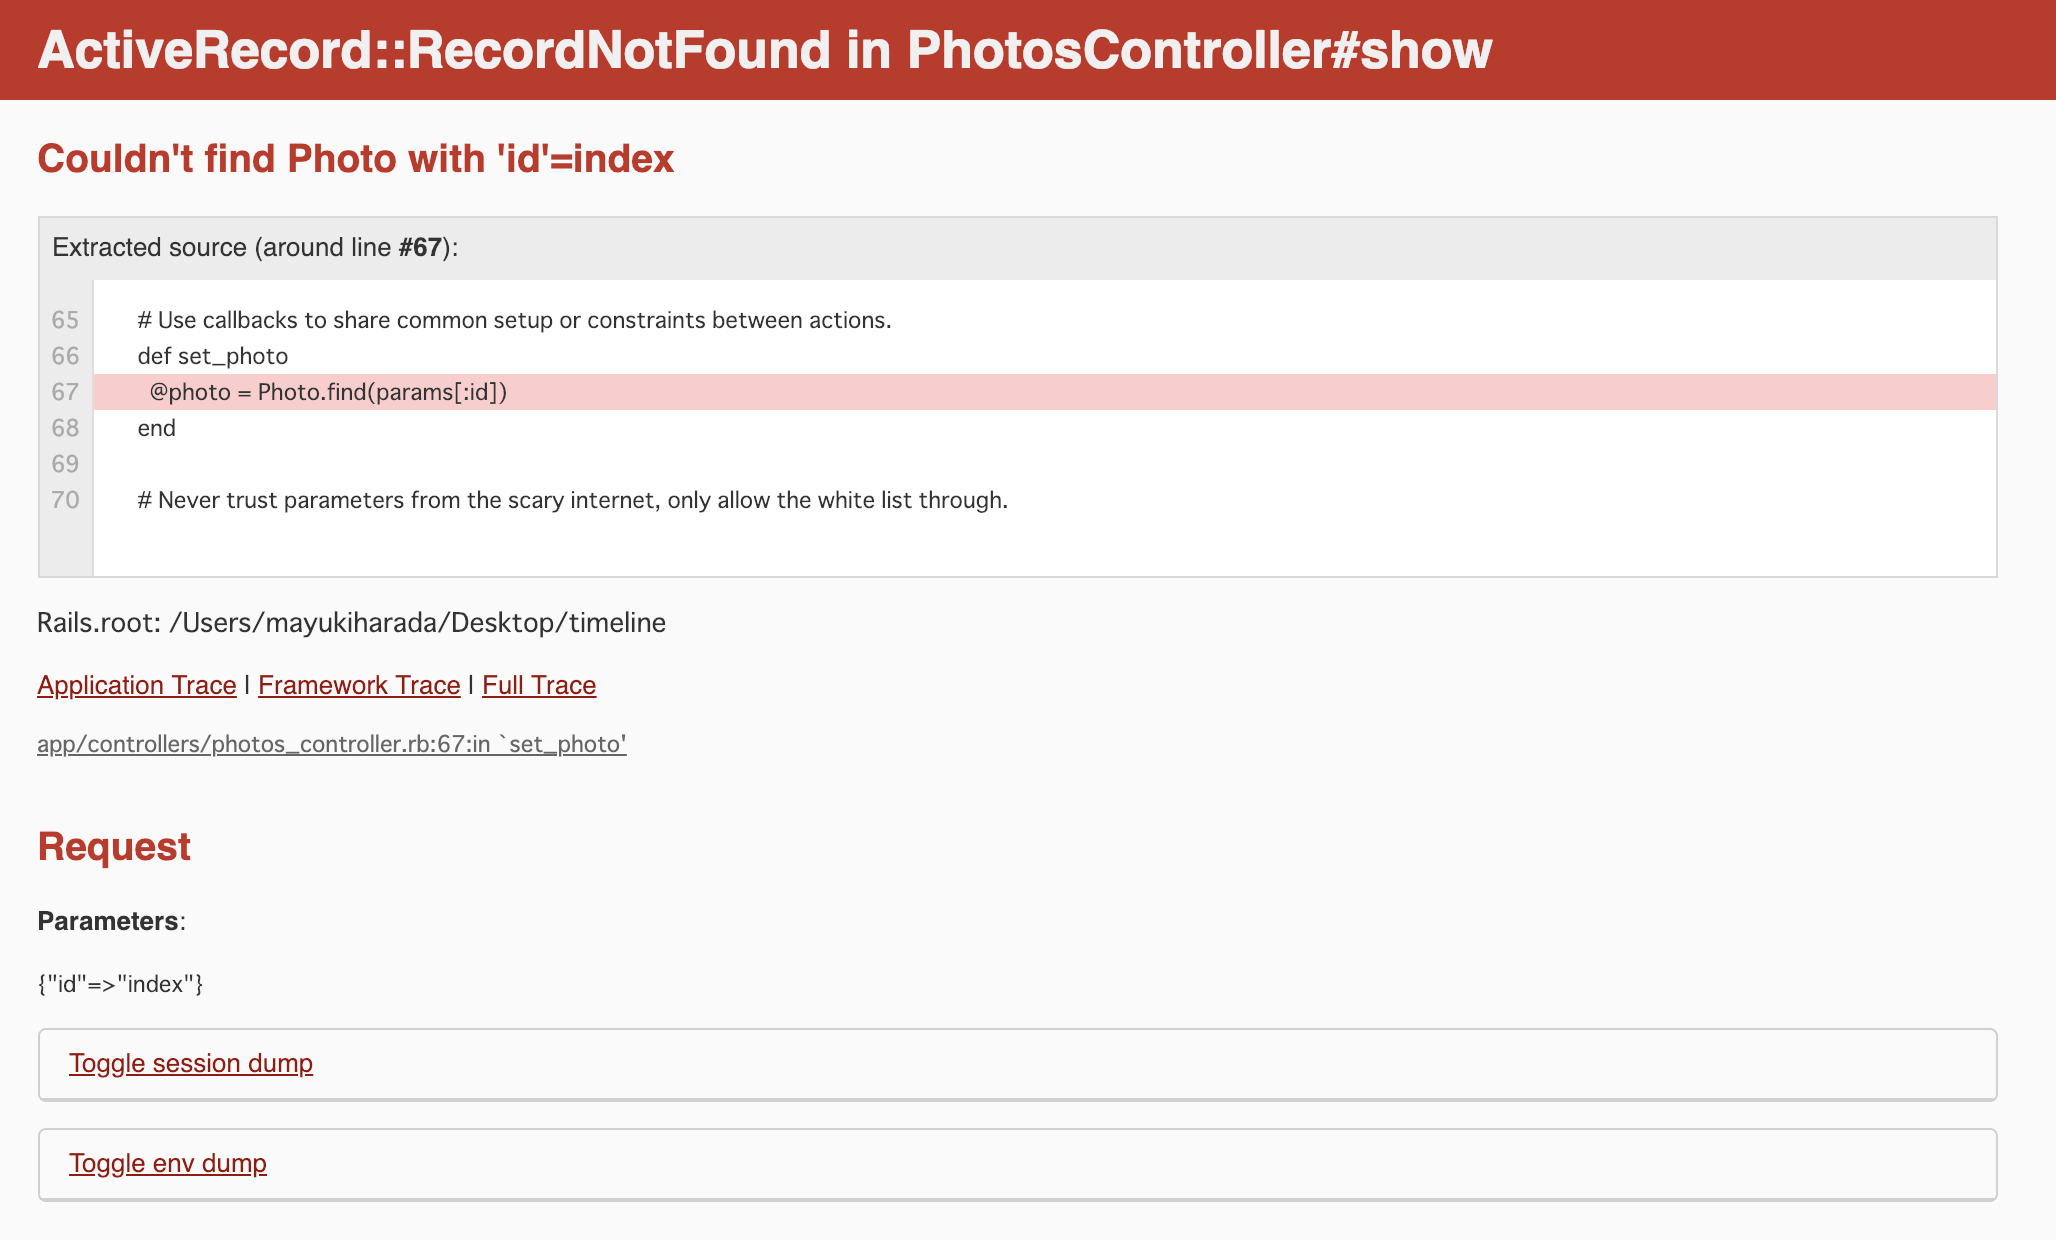 ActiveRecord::RecordNotFound in PhotosController#show
Couldn't find Photo with 'id'=index
Extracted source (around line #67):
65 # Use callbacks to share common setup or constraints between actions.
66 def set_photo
67 @photo = Photo.find(params[:id])
68 end
69
70 # Never trust parameters from the scary internet, only allow the white list through.
Rails.root: /Users/mayukiharada/Desktop/timeline
Application Trace | Framework Trace | Full Trace
app/controllers/photos_controller.rb:67:in `set_photo'
Request
Parameters:
{"id"=>"index"}
Toggle session dump
Toggle env dump